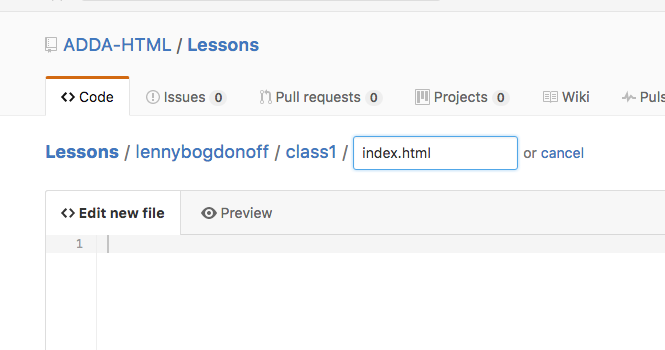 ADDA-HTML / Lessons
<> Code Issues 0 Pull requests 0 Projects 0 Wiki Puls
Lessons / lennybogdonoff / class1 / index.html or cancel
<> Edit new file Preview
1